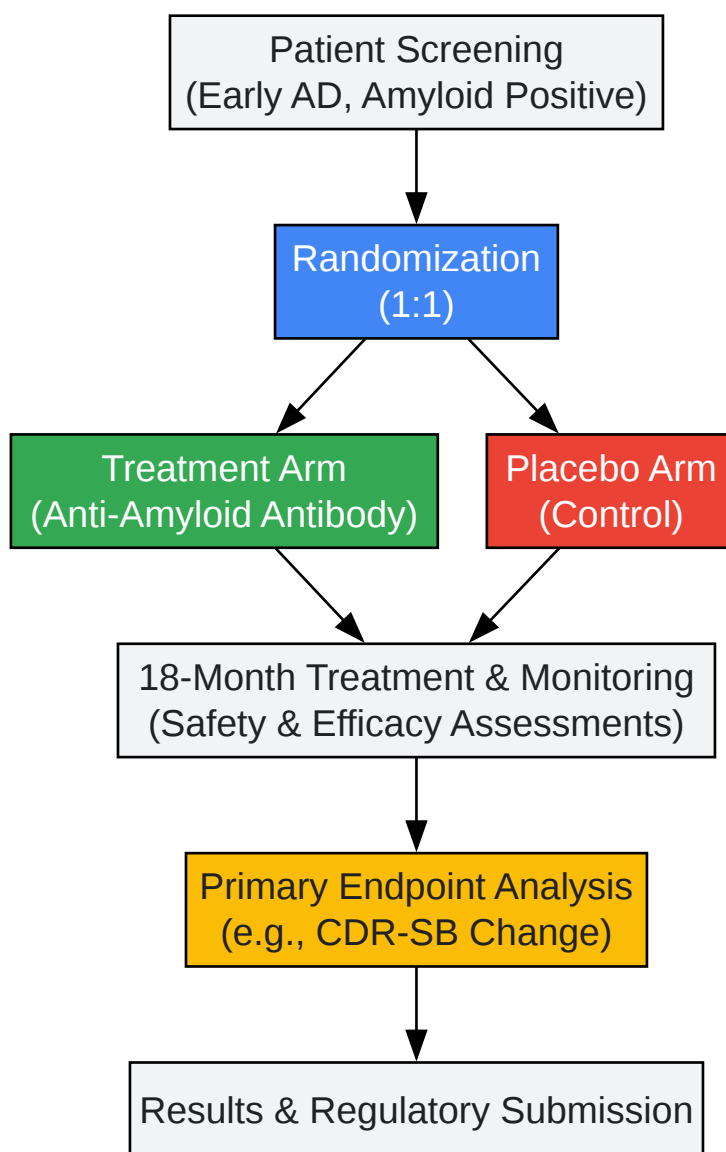 Patient Screening
(Early AD, Amyloid Positive)
Randomization
(1:1)
Treatment Arm
(Anti-Amyloid Antibody)
Placebo Arm
(Control)
18-Month Treatment & Monitoring
(Safety & Efficacy Assessments)
Primary Endpoint Analysis
(e.g., CDR-SB Change)
Results & Regulatory Submission